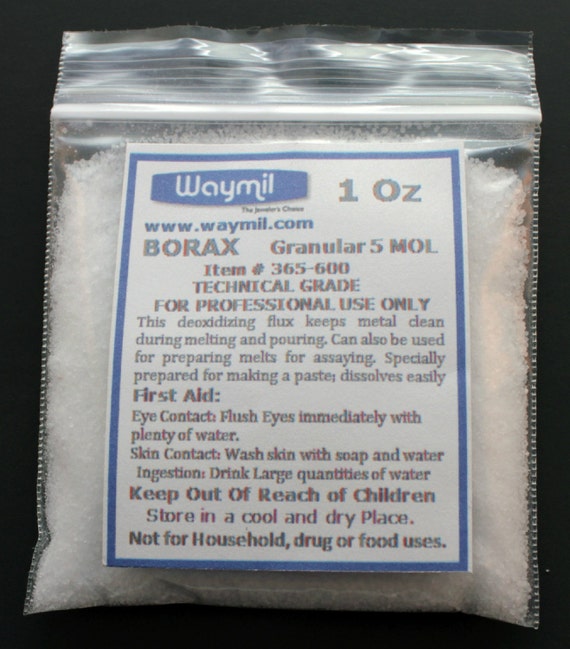 Waymil
The Jeweler's Choice
1 Oz
www.waymil.com
BORAX Granular 5 MOL
Item # 365-600
TECHNICAL GRADE
FOR PROFESSIONAL USE ONLY
This deoxidizing flux keeps metal clean
during melting and pouring. Can also be used
for preparing melts for assaying. Specially
prepared for making a paste; dissolves easily
First Aid:
Eye Contact: Flush Eyes immediately with
plenty of water.
Skin Contact: Wash skin with soap and water
Ingestion: Drink Large quantities of water
Keep Out Of Reach of Children
Store in a cool and dry Place.
Not for Household, drug or food uses.